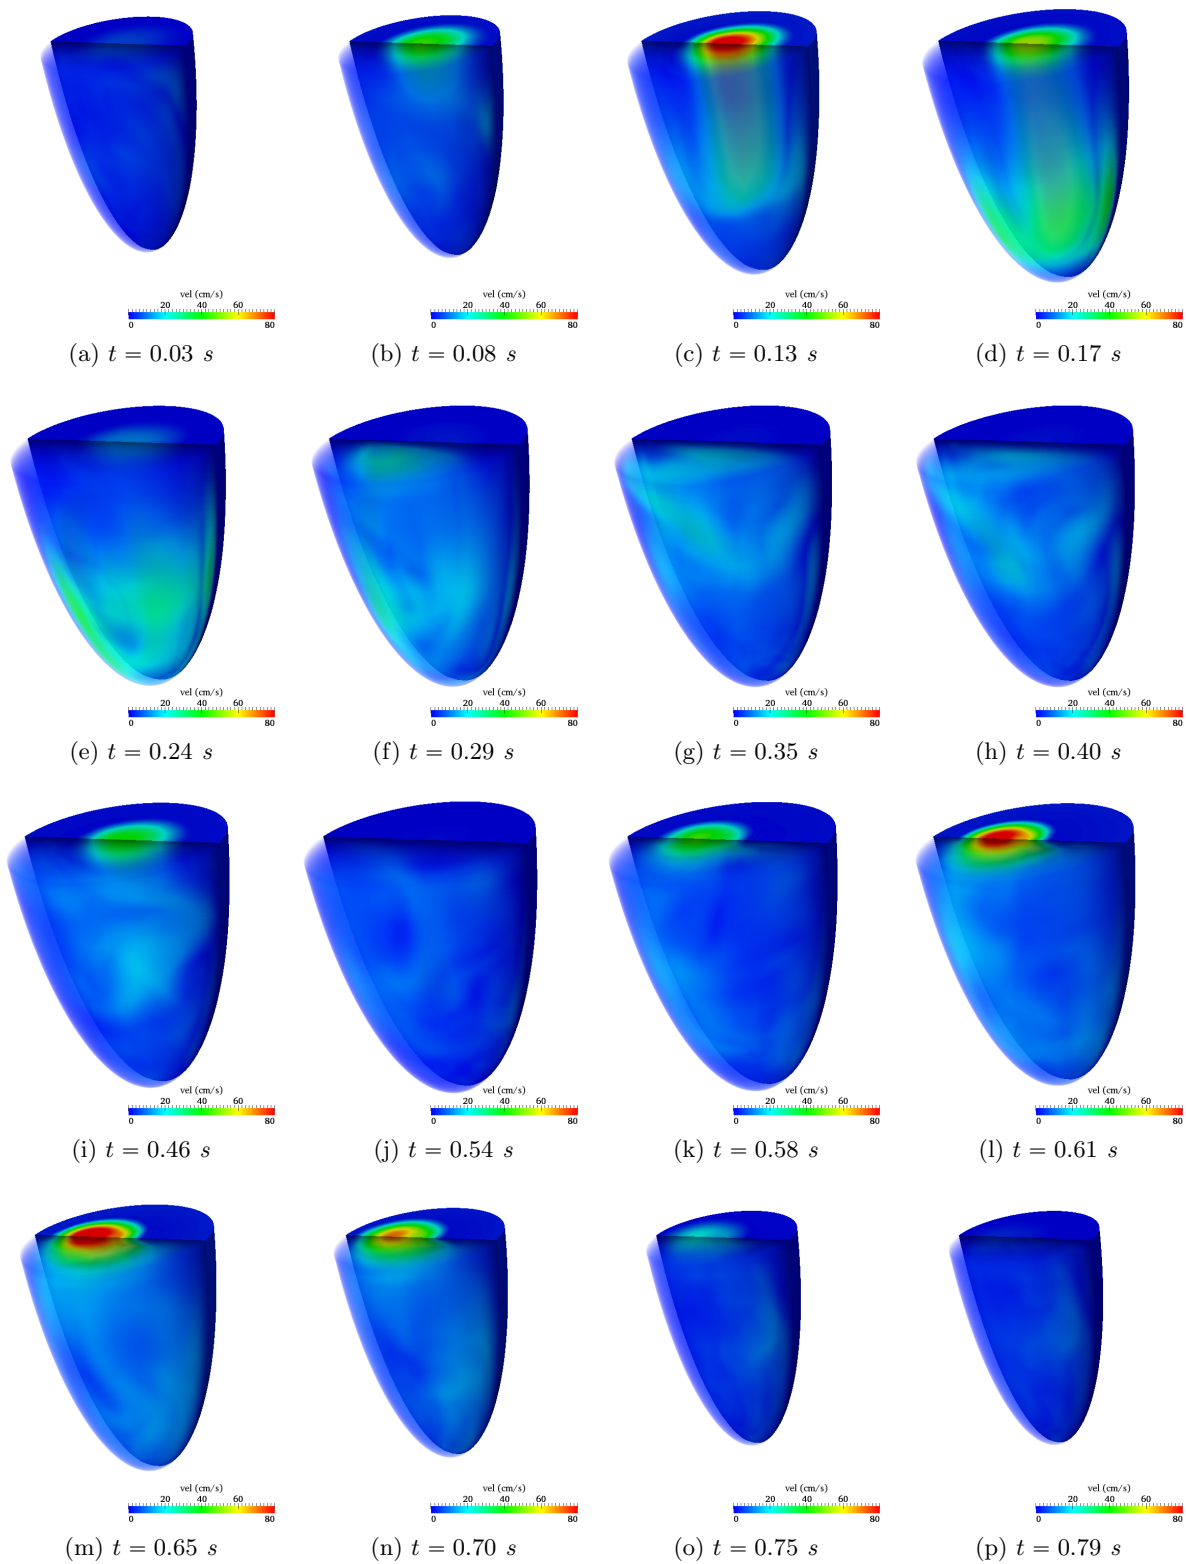 vel (cm/s) vel (cm/s) vel (cm/s) vel (cm/s)
20 40 60 20 40 60 20 40 60 20 40 60
0 80 0 80 0 80 0 80
(a) t = 0.03 s (b) t = 0.08 s (c) t = 0.13 s (d) t = 0.17 s
vel (cm/s) vel (cm/s) vel (cm/s) vel (cm/s)
20 40 60 20 40 60 20 40 60 20 40 60
0 80 0 80 0 80 0 80
(e) t = 0.24 s (f) t = 0.29 s (g) t = 0.35 s (h) t = 0.40 s
vel (cm/s) vel (cm/s) vel (cm/s) vel (cm/s)
20 40 60 20 40 60 20 40 60 20 40 60
0 80 0 80 0 80 0 80
(i) t = 0.46 s (j) t = 0.54 s (k) t = 0.58 s (l) t = 0.61 s
vel (cm/s) vel (cm/s) vel (cm/s) vel (cm/s)
20 40 60 20 40 60 20 40 60 20 40 60
0 80 0 80 0 80 0 80
(m) t = 0.65 s (n) t = 0.70 s (o) t = 0.75 s (p) t = 0.79 s